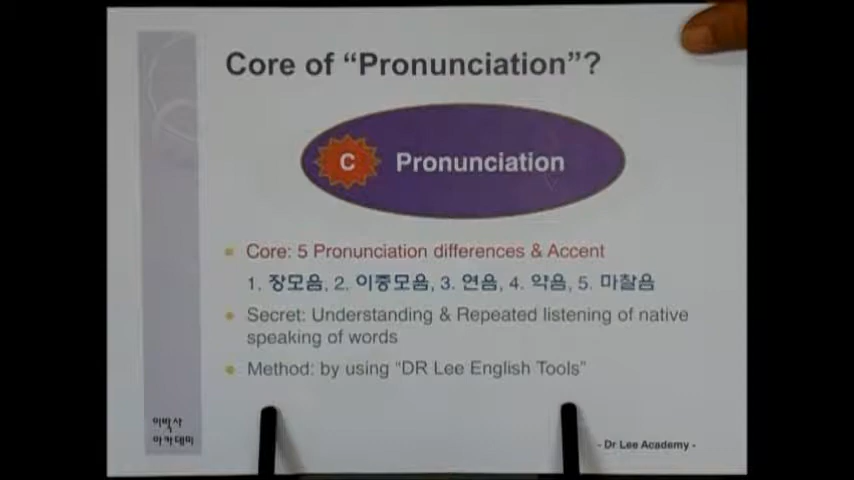 Core of “Pronunciation”?
C Pronunciation
Core: 5 Pronunciation differences & Accent
1. 장모음, 2. 이중모음, 3. 연음, 4. 약음, 5. 마찰음
Secret: Understanding & Repeated listening of native
speaking of words
Method: by using “DR Lee English Tools”
이박사
아카데미
- Dr Lee Academy -